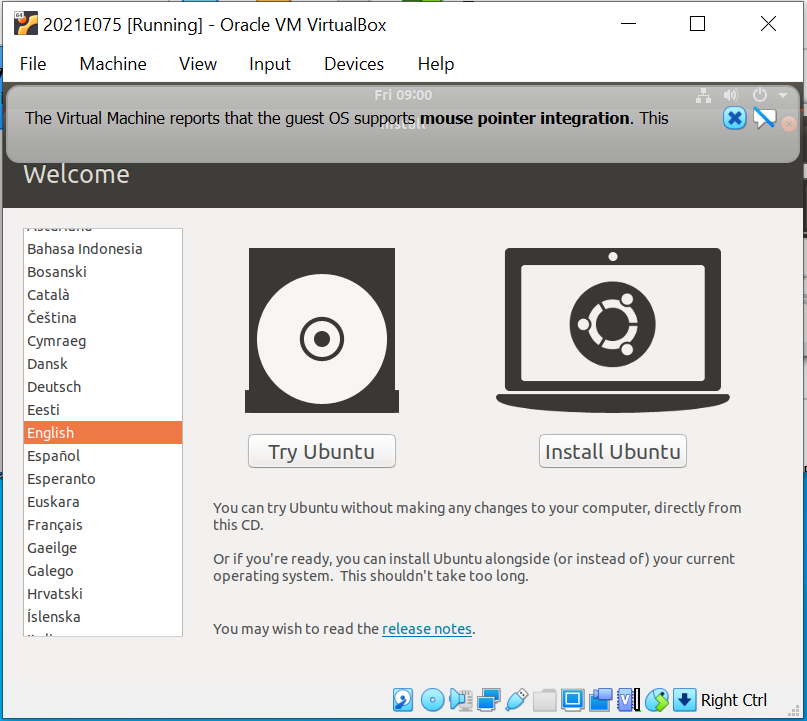 2021E075 [Running] - Oracle VM VirtualBox
File Machine View Input Devices Help
Fri 09:00
The Virtual Machine reports that the guest OS supports mouse pointer integration. This
Install
Welcome
Asturianu
Bahasa Indonesia
Bosanski
Català
Čeština
Cymraeg
Dansk
Deutsch
Eesti
English
Español
Esperanto
Euskara
Français
Gaeilge
Galego
Hrvatski
Íslenska
Try Ubuntu
Install Ubuntu
You can try Ubuntu without making any changes to your computer, directly from
this CD.
Or if you're ready, you can install Ubuntu alongside (or instead of) your current
operating system. This shouldn't take too long.
You may wish to read the release notes.
Right Ctrl